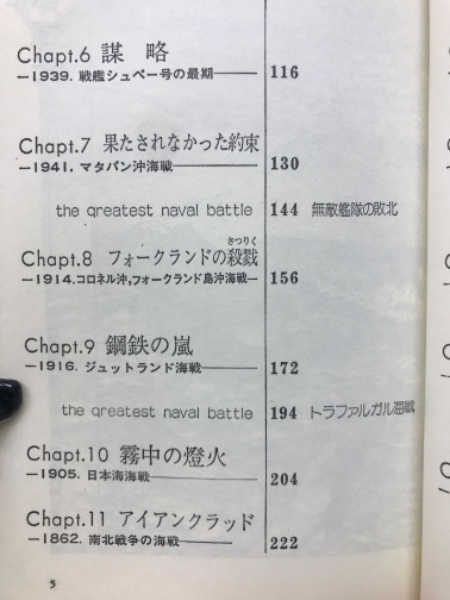 Chapt.6 謀略
—1939. 戦艦シュペー号の最期—— 116
Chapt.7 果たされなかった約束
—1941. マタパン沖海戦—— 130
the greatest naval battle 144 無敵艦隊の敗北
さつりく
Chapt.8 フォークランドの殺戮
—1914.コロネル沖,フォークランド島沖海戦— 156
Chapt.9 鋼鉄の嵐
—1916. ジュットランド海戦—— 172
the greatest naval battle 194 トラファルガル海戦
Chapt.10 霧中の燈火
—1905. 日本海海戦—— 204
Chapt.11 アイアンクラッド
—1862. 南北戦争の海戦—— 222
5